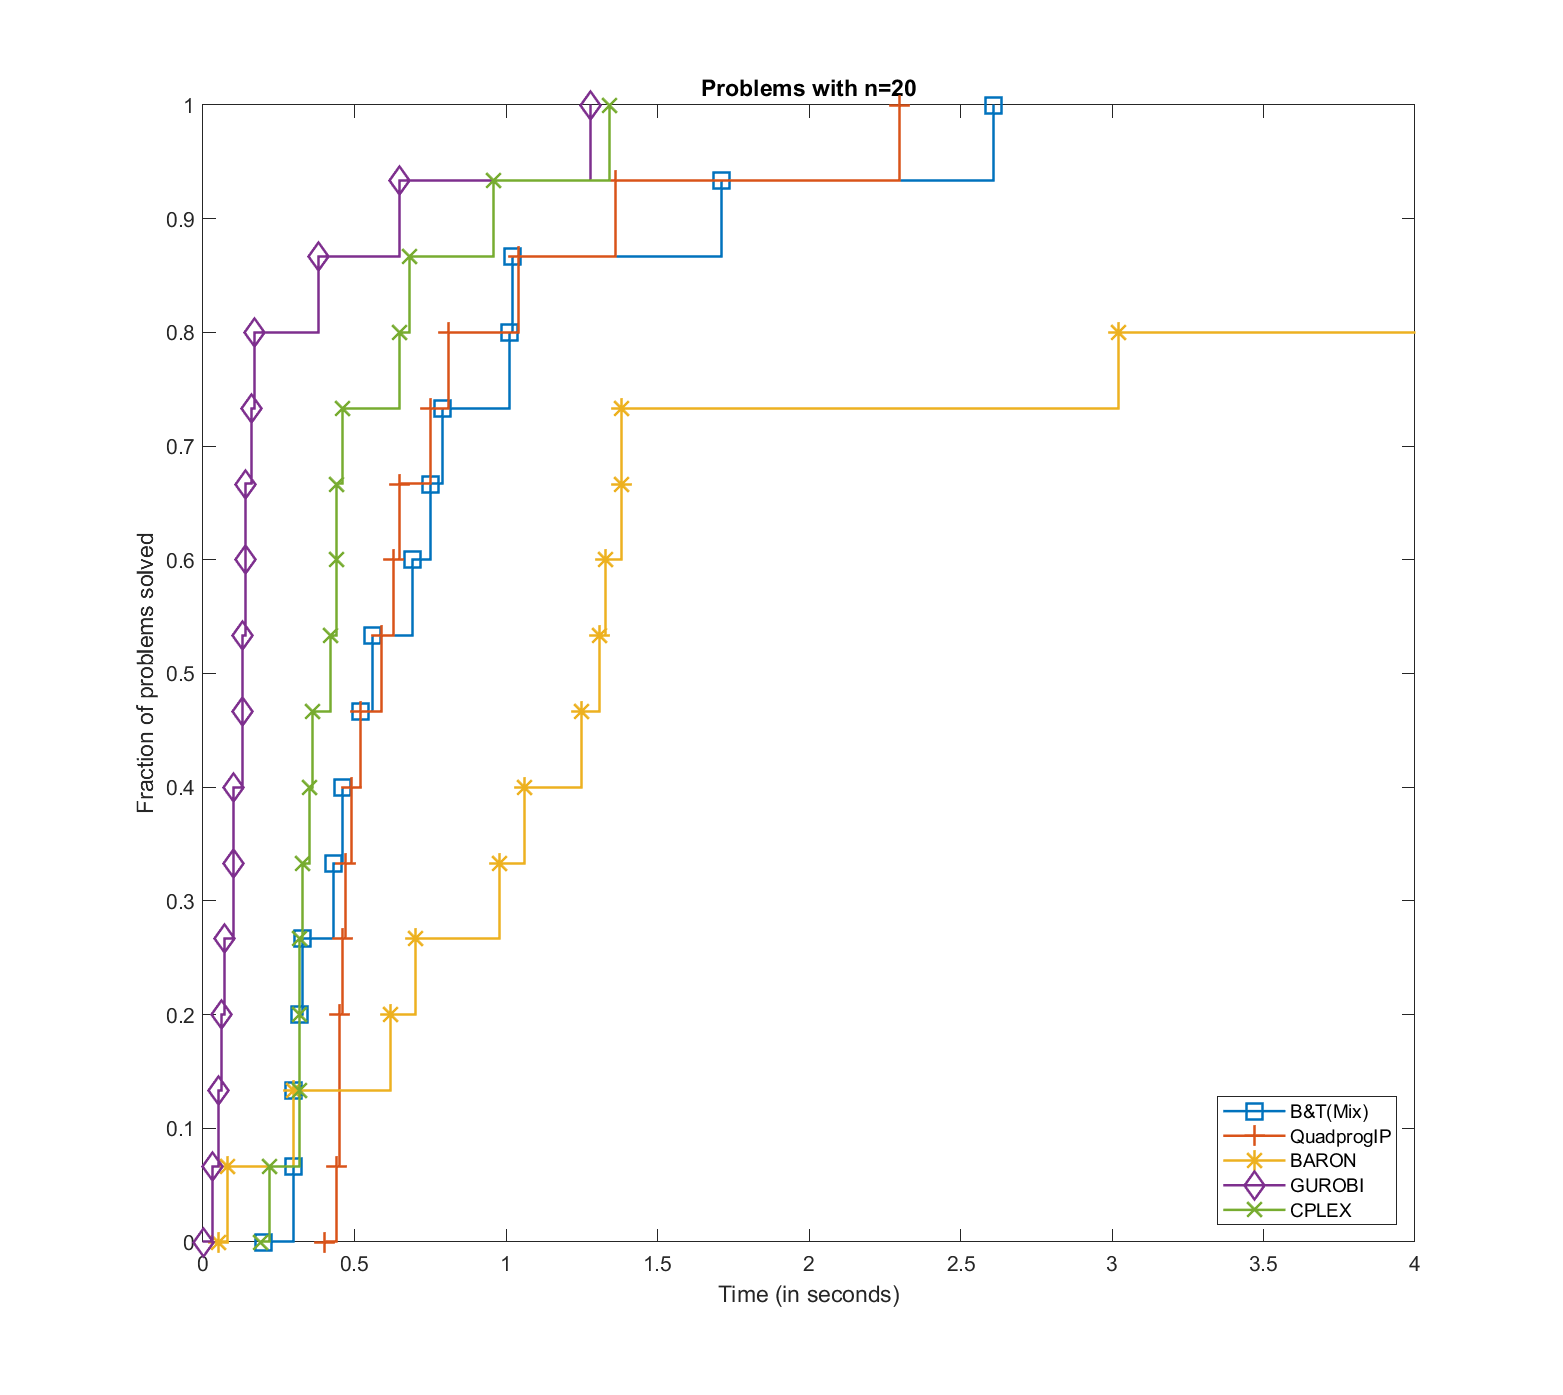 Problems with n=20
1
0.9
0.8
0.7
0.6
0.5
0.4
0.3
0.2
0.1
0
Fraction of problems solved
0 0.5 1 1.5 2 2.5 3 3.5 4
Time (in seconds)
B&T(Mix)
QuadprogIP
BARON
GUROBI
CPLEX